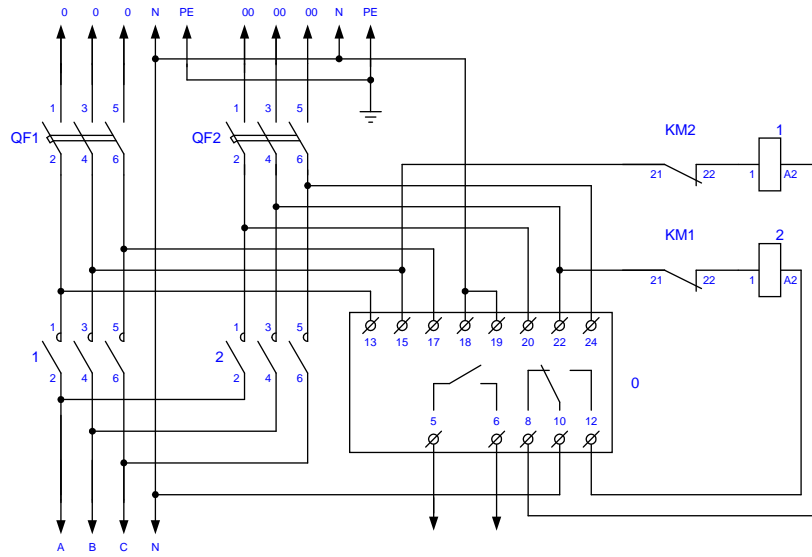 0 0 0 N PE 00 00 00 N PE
1 3 5 1 3 5
QF1 QF2
2 4 6 2 4 6
KM2 1
21 22 1 A2
KM1 2
21 22 1 A2
13 15 17 18 19 20 22 24
1 3 5 1 3 5
1 2
2 4 6 2 4 6
0
5 6 8 10 12
A B C N